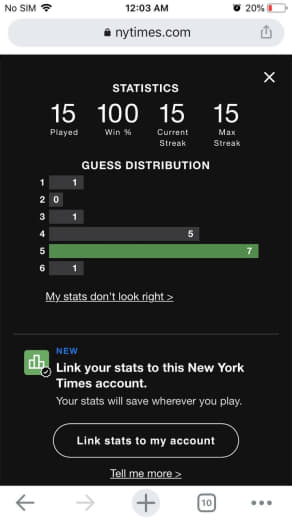 No SIM 12:03 AM 20%
nytimes.com
STATISTICS
15 100 15 15
Played Win % Current Max
Streak Streak
GUESS DISTRIBUTION
1 1
2 0
3 1
4 5
5 7
6 1
My stats don't look right >
NEW
Link your stats to this New York
Times account.
Your stats will save wherever you play.
Link stats to my account
Tell me more >
10